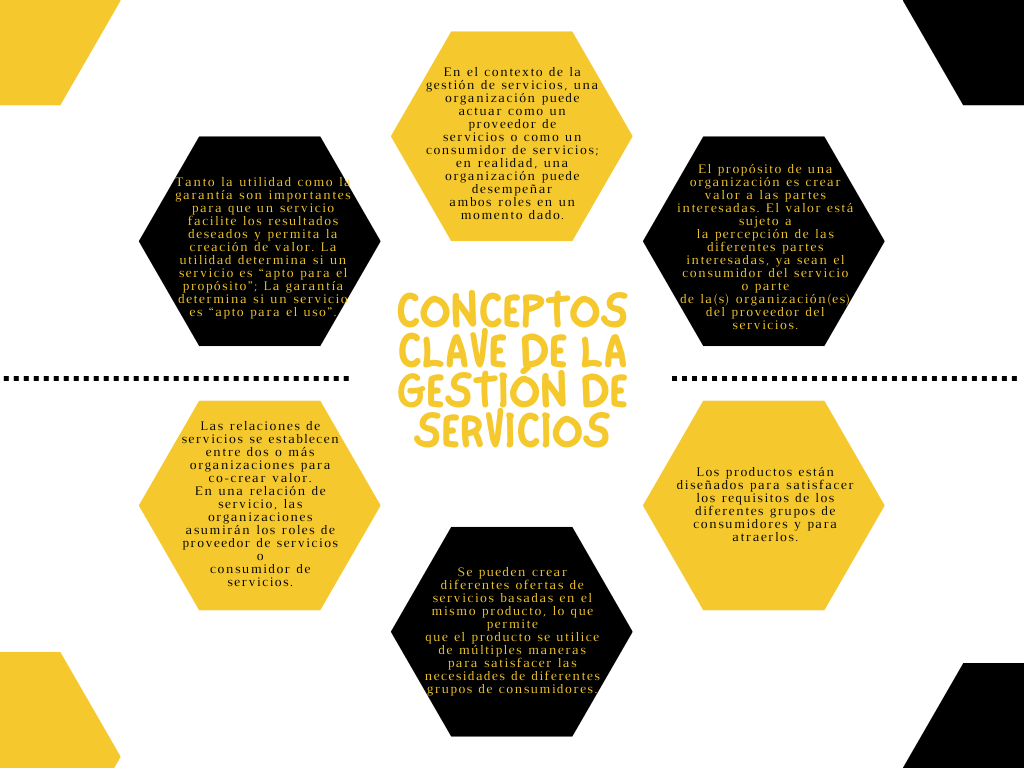 En el contexto de la
gestión de servicios, una
organización puede
actuar como un
proveedor de
servicios o como un
consumidor de servicios;
en realidad, una
organización puede
desempeñar
ambos roles en un
momento dado.
Tanto la utilidad como la
garantía son importantes
para que un servicio
facilite los resultados
deseados y permita la
creación de valor. La
utilidad determina si un
servicio es “apto para el
propósito”; La garantía
determina si un servicio
es “apto para el uso”.
El propósito de una
organización es crear
valor a las partes
interesadas. El valor está
sujeto a
la percepción de las
diferentes partes
interesadas, ya sean el
consumidor del servicio
o parte
de la(s) organización(es)
del proveedor del
servicios.
CONCEPTOS
CLAVE DE LA
GESTIÓN DE
SERVICIOS
Las relaciones de
servicios se establecen
entre dos o más
organizaciones para
co-crear valor.
En una relación de
servicio, las
organizaciones
asumirán los roles de
proveedor de servicios
o
consumidor de
servicios.
Los productos están
diseñados para satisfacer
los requisitos de los
diferentes grupos de
consumidores y para
atraerlos.
Se pueden crear
diferentes ofertas de
servicios basadas en el
mismo producto, lo que
permite
que el producto se utilice
de múltiples maneras
para satisfacer las
necesidades de diferentes
grupos de consumidores.